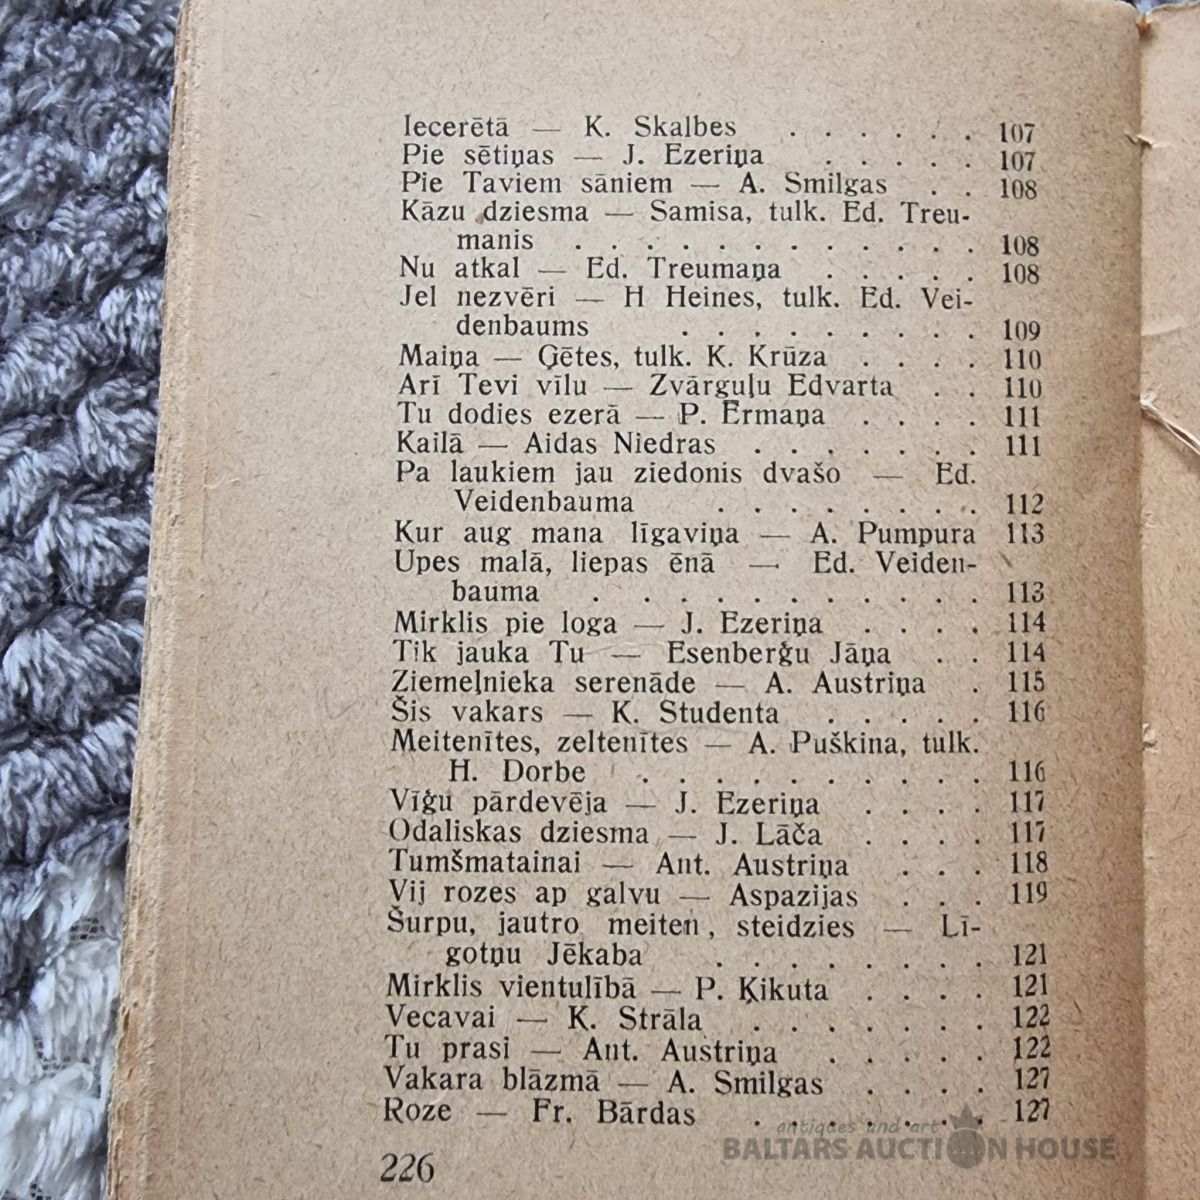 Iecerētā — K. Skalbes . . . . . . 107
Pie sētiņas — J. Ezeriņa . . . . . 107
Pie Taviem sāniem — A. Smilgas . . 108
Kāzu dziesma — Samisa, tulk. Ed. Treu-
manis . . . . . . . . . . . . 108
Nu atkal — Ed. Treumaņa . . . . . 108
Jel nezvēri — H Heines, tulk. Ed. Vei-
denbaums . . . . . . . . . 109
Maiņa — Ģētes, tulk. K. Krūza . . . . 110
Arī Tevi vīlu — Zvārguļu Edvarta . . 110
Tu dodies ezerā — P. Ērmaņa . . . . 111
Kailā — Aidas Niedras . . . . . . 111
Pa laukiem jau ziedonis dvašo — Ed.
Veidenbauma . . . . . . . . 112
Kur aug mana līgaviņa — A. Pumpura 113
Upes malā, liepas ēnā — Ed. Veiden-
bauma . . . . . . . . . . . 113
Mirklis pie loga — J. Ezeriņa . . . . 114
Tik jauka Tu — Esenberģu Jāņa . . 114
Ziemeļnieka serenāde — A. Austriņa . 115
Šis vakars — K. Studenta . . . . . 116
Meitenītes, zeltenītes — A. Puškina, tulk.
H. Dorbe . . . . . . . . . . 116
Vīģu pārdevēja — J. Ezeriņa . . . . 117
Odaliskas dziesma — J. Lāča . . . . 117
Tumšmatainai — Ant. Austriņa . . . 118
Vij rozes ap galvu — Aspazijas . . . 119
Šurpu, jautro meiten, steidzies — Lī-
gotņu Jēkaba . . . . . . . . 121
Mirklis vientulībā — P. Ķikuta . . . . 121
Vecavai — K. Strāla . . . . . . . 122
Tu prasi — Ant. Austriņa . . . . . 122
Vakara blāzmā — A. Smilgas . . . . 127
Roze — Fr. Bārdas . . . . . . . 127
antiques and art
BALTARS AUCTION HOUSE
226